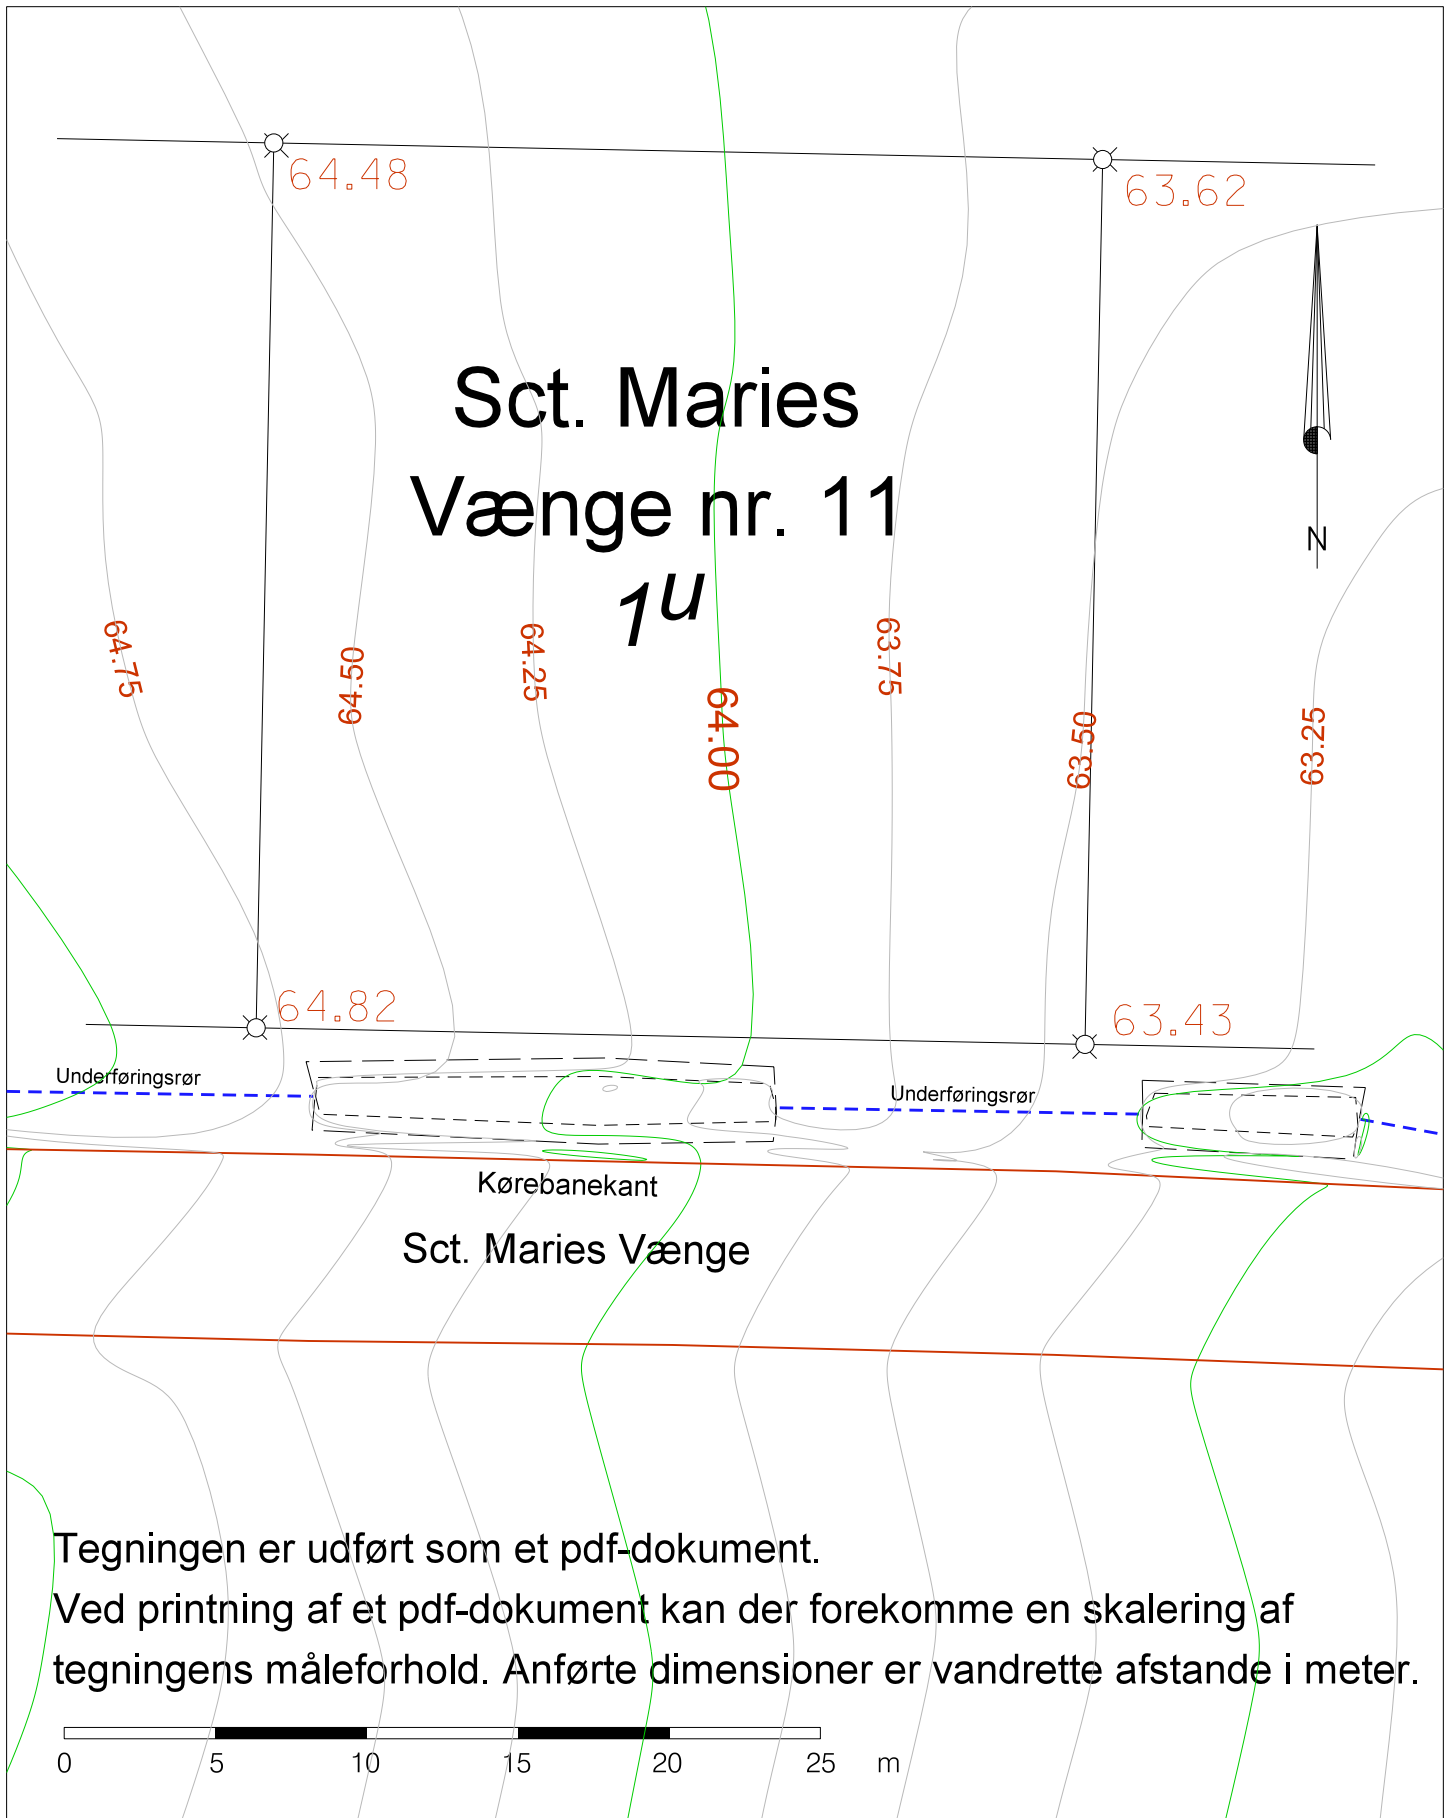 64.48
63.62
Sct. Maries
Vænge nr. 11
1u
N
64.75
64.50
64.25
64.00
63.75
63.50
63.25
64.82
63.43
Underføringsrør
Underføringsrør
Kørebanekant
Sct. Maries Vænge
Tegningen er udført som et pdf-dokument.
Ved printning af et pdf-dokument kan der forekomme en skalering af
tegningens måleforhold. Anførte dimensioner er vandrette afstande i meter.
0 5 10 15 20 25 m